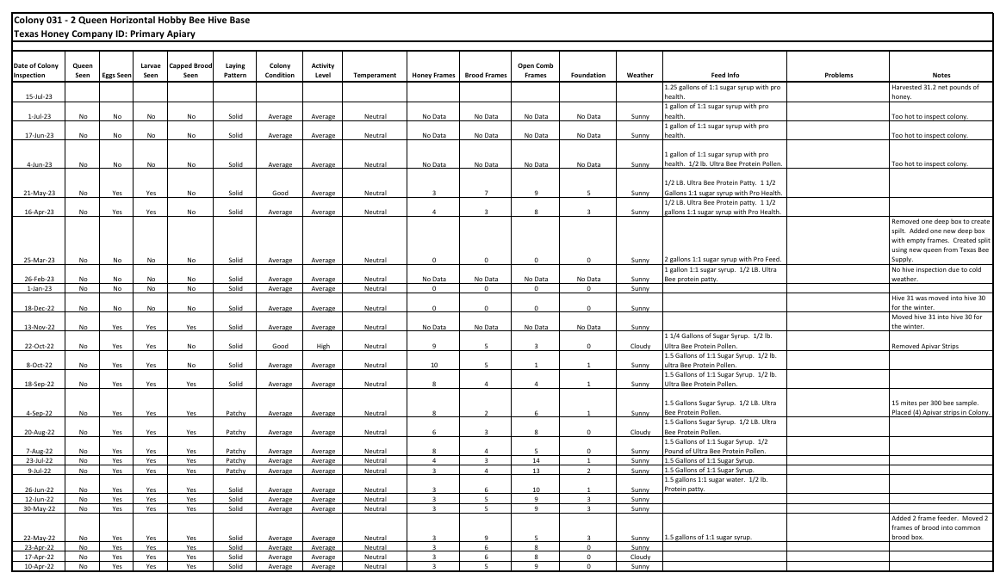 Colony 031 - 2 Queen Horizontal Hobby Bee Hive Base
Texas Honey Company ID: Primary Apiary
Date of Colony Inspection | Queen Seen | Eggs Seen | Larvae Seen | Capped Brood Seen | Laying Pattern | Colony Condition | Activity Level | Temperament | Honey Frames | Brood Frames | Open Comb Frames | Foundation | Weather | Feed Info | Problems | Notes
15-Jul-23 | 1.25 gallons of 1:1 sugar syrup with pro health. | Harvested 31.2 net pounds of honey.
1-Jul-23 | No | No | No | No | Solid | Average | Average | Neutral | No Data | No Data | No Data | No Data | Sunny | 1 gallon of 1:1 sugar syrup with pro health. | Too hot to inspect colony.
17-Jun-23 | No | No | No | No | Solid | Average | Average | Neutral | No Data | No Data | No Data | No Data | Sunny | 1 gallon of 1:1 sugar syrup with pro health. | Too hot to inspect colony.
4-Jun-23 | No | No | No | No | Solid | Average | Average | Neutral | No Data | No Data | No Data | No Data | Sunny | 1 gallon of 1:1 sugar syrup with pro health. 1/2 lb. Ultra Bee Protein Pollen. | Too hot to inspect colony.
21-May-23 | No | Yes | Yes | No | Solid | Good | Average | Neutral | 3 | 7 | 9 | 5 | Sunny | 1/2 LB. Ultra Bee Protein Patty. 1 1/2 Gallons 1:1 sugar syrup with Pro Health.
16-Apr-23 | No | Yes | Yes | No | Solid | Average | Average | Neutral | 4 | 3 | 8 | 3 | Sunny | 1/2 LB. Ultra Bee Protein patty. 1 1/2 gallons 1:1 sugar syrup with Pro Health.
25-Mar-23 | No | No | No | No | Solid | Average | Average | Neutral | 0 | 0 | 0 | 0 | Sunny | 2 gallons 1:1 sugar syrup with Pro Feed. | Removed one deep box to create spilt. Added one new deep box with empty frames. Created split using new queen from Texas Bee Supply.
26-Feb-23 | No | No | No | No | Solid | Average | Average | Neutral | No Data | No Data | No Data | No Data | Sunny | 1 gallon 1:1 sugar syrup. 1/2 LB. Ultra Bee protein patty. | No hive inspection due to cold weather.
1-Jan-23 | No | No | No | No | Solid | Average | Average | Neutral | 0 | 0 | 0 | 0 | Sunny
18-Dec-22 | No | No | No | No | Solid | Average | Average | Neutral | 0 | 0 | 0 | 0 | Sunny | Hive 31 was moved into hive 30 for the winter.
13-Nov-22 | No | Yes | Yes | Yes | Solid | Average | Average | Neutral | No Data | No Data | No Data | No Data | Sunny | Moved hive 31 into hive 30 for the winter.
22-Oct-22 | No | Yes | Yes | No | Solid | Good | High | Neutral | 9 | 5 | 3 | 0 | Cloudy | 1 1/4 Gallons of Sugar Syrup. 1/2 lb. Ultra Bee Protein Pollen. | Removed Apivar Strips
8-Oct-22 | No | Yes | Yes | No | Solid | Average | Average | Neutral | 10 | 5 | 1 | 1 | Sunny | 1.5 Gallons of 1:1 Sugar Syrup. 1/2 lb. ultra Bee Protein Pollen.
18-Sep-22 | No | Yes | Yes | Yes | Solid | Average | Average | Neutral | 8 | 4 | 4 | 1 | Sunny | 1.5 Gallons of 1:1 Sugar Syrup. 1/2 lb. Ultra Bee Protein Pollen.
4-Sep-22 | No | Yes | Yes | Yes | Patchy | Average | Average | Neutral | 8 | 2 | 6 | 1 | Sunny | 1.5 Gallons Sugar Syrup. 1/2 LB. Ultra Bee Protein Pollen. | 15 mites per 300 bee sample. Placed (4) Apivar strips in Colony.
20-Aug-22 | No | Yes | Yes | Yes | Patchy | Average | Average | Neutral | 6 | 3 | 8 | 0 | Cloudy | 1.5 Gallons Sugar Syrup. 1/2 LB. Ultra Bee Protein Pollen.
7-Aug-22 | No | Yes | Yes | Yes | Patchy | Average | Average | Neutral | 8 | 4 | 5 | 0 | Sunny | 1.5 Gallons of 1:1 Sugar Syrup. 1/2 Pound of Ultra Bee Protein Pollen.
23-Jul-22 | No | Yes | Yes | Yes | Patchy | Average | Average | Neutral | 4 | 3 | 14 | 1 | Sunny | 1.5 Gallons of 1:1 Sugar Syrup.
9-Jul-22 | No | Yes | Yes | Yes | Patchy | Average | Average | Neutral | 3 | 4 | 13 | 2 | Sunny | 1.5 Gallons of 1:1 Sugar Syrup.
26-Jun-22 | No | Yes | Yes | Yes | Solid | Average | Average | Neutral | 3 | 6 | 10 | 1 | Sunny | 1.5 gallons 1:1 sugar water. 1/2 lb. Protein patty.
12-Jun-22 | No | Yes | Yes | Yes | Solid | Average | Average | Neutral | 3 | 5 | 9 | 3 | Sunny
30-May-22 | No | Yes | Yes | Yes | Solid | Average | Average | Neutral | 3 | 5 | 9 | 3 | Sunny
22-May-22 | No | Yes | Yes | Yes | Solid | Average | Average | Neutral | 3 | 9 | 5 | 3 | Sunny | 1.5 gallons of 1:1 sugar syrup. | Added 2 frame feeder. Moved 2 frames of brood into common brood box.
23-Apr-22 | No | Yes | Yes | Yes | Solid | Average | Average | Neutral | 3 | 6 | 8 | 0 | Sunny
17-Apr-22 | No | Yes | Yes | Yes | Solid | Average | Average | Neutral | 3 | 6 | 8 | 0 | Cloudy
10-Apr-22 | No | Yes | Yes | Yes | Solid | Average | Average | Neutral | 3 | 5 | 9 | 0 | Sunny